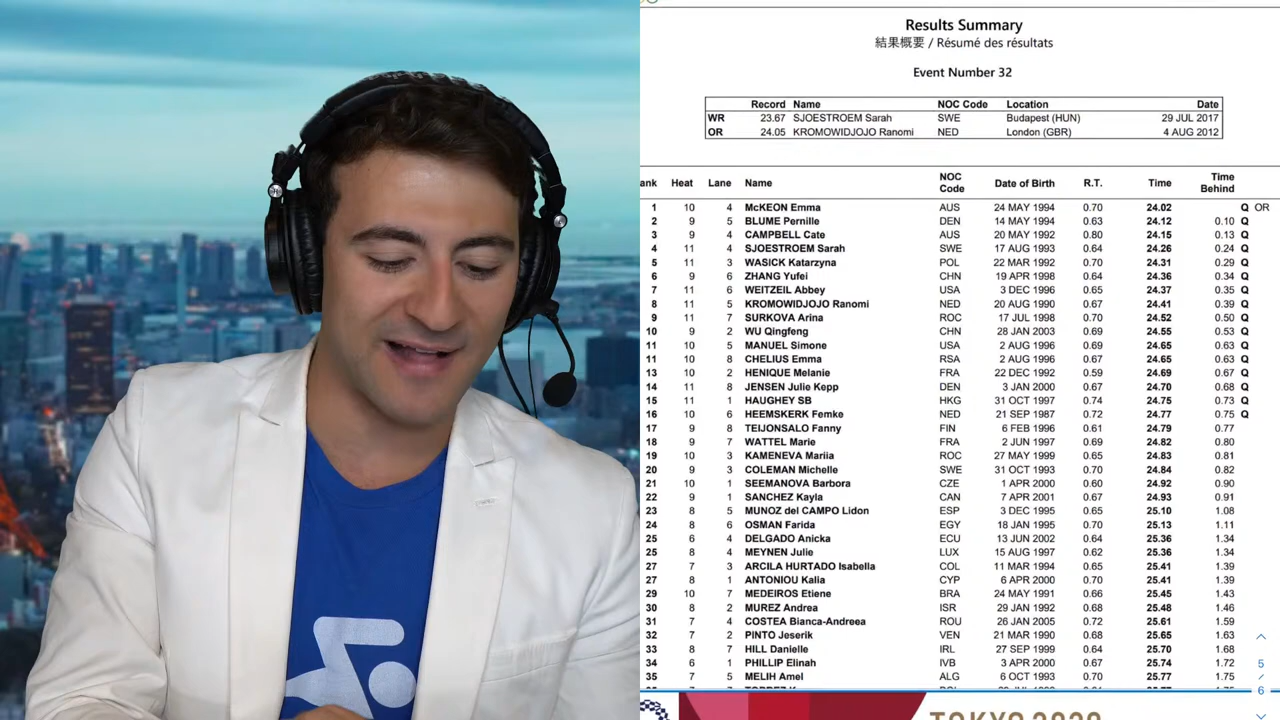 Results Summary
結果概要 / Résumé des résultats
Event Number 32
Record Name NOC Code Location Date
WR 23.67 SJOESTROEM Sarah SWE Budapest (HUN) 29 JUL 2017
OR 24.05 KROMOWIDJOJO Ranomi NED London (GBR) 4 AUG 2012
ank Heat Lane Name NOC Code Date of Birth R.T. Time Time Behind
1 10 4 McKEON Emma AUS 24 MAY 1994 0.70 24.02 Q OR
2 9 5 BLUME Pernille DEN 14 MAY 1994 0.63 24.12 0.10 Q
3 9 4 CAMPBELL Cate AUS 20 MAY 1992 0.80 24.15 0.13 Q
4 11 4 SJOESTROEM Sarah SWE 17 AUG 1993 0.64 24.26 0.24 Q
5 11 3 WASICK Katarzyna POL 22 MAR 1992 0.70 24.31 0.29 Q
6 9 6 ZHANG Yufei CHN 19 APR 1998 0.64 24.36 0.34 Q
7 11 6 WEITZEIL Abbey USA 3 DEC 1996 0.65 24.37 0.35 Q
8 11 5 KROMOWIDJOJO Ranomi NED 20 AUG 1990 0.67 24.41 0.39 Q
9 11 7 SURKOVA Arina ROC 17 JUL 1998 0.70 24.52 0.50 Q
10 9 2 WU Qingfeng CHN 28 JAN 2003 0.69 24.55 0.53 Q
11 10 5 MANUEL Simone USA 2 AUG 1996 0.69 24.65 0.63 Q
11 10 8 CHELIUS Emma RSA 2 AUG 1996 0.67 24.65 0.63 Q
13 10 2 HENIQUE Melanie FRA 22 DEC 1992 0.59 24.69 0.67 Q
14 11 8 JENSEN Julie Kepp DEN 3 JAN 2000 0.67 24.70 0.68 Q
15 11 1 HAUGHEY SB HKG 31 OCT 1997 0.74 24.75 0.73 Q
16 10 6 HEEMSKERK Femke NED 21 SEP 1987 0.72 24.77 0.75 Q
17 9 8 TEIJONSALO Fanny FIN 6 FEB 1996 0.61 24.79 0.77
18 9 7 WATTEL Marie FRA 2 JUN 1997 0.69 24.82 0.80
19 10 3 KAMENEVA Mariia ROC 27 MAY 1999 0.65 24.83 0.81
20 9 3 COLEMAN Michelle SWE 31 OCT 1993 0.70 24.84 0.82
21 10 1 SEEMANOVA Barbora CZE 1 APR 2000 0.60 24.92 0.90
22 9 1 SANCHEZ Kayla CAN 7 APR 2001 0.67 24.93 0.91
23 8 5 MUNOZ del CAMPO Lidon ESP 3 DEC 1995 0.65 25.10 1.08
24 8 6 OSMAN Farida EGY 18 JAN 1995 0.70 25.13 1.11
25 6 4 DELGADO Anicka ECU 13 JUN 2002 0.64 25.36 1.34
25 8 4 MEYNEN Julie LUX 15 AUG 1997 0.62 25.36 1.34
27 7 3 ARCILA HURTADO Isabella COL 11 MAR 1994 0.65 25.41 1.39
27 8 1 ANTONIOU Kalia CYP 6 APR 2000 0.70 25.41 1.39
29 10 7 MEDEIROS Etiene BRA 24 MAY 1991 0.66 25.45 1.43
30 8 2 MUREZ Andrea ISR 29 JAN 1992 0.68 25.48 1.46
31 7 4 COSTEA Bianca-Andreea ROU 26 JAN 2005 0.72 25.61 1.59
32 7 2 PINTO Jeserik VEN 21 MAR 1990 0.68 25.65 1.63
33 8 7 HILL Danielle IRL 27 SEP 1999 0.64 25.70 1.68
34 6 1 PHILLIP Elinah IVB 3 APR 2000 0.67 25.74 1.72
35 7 5 MELIH Amel ALG 6 OCT 1993 0.68 25.77 1.75
5
/
6
TOKYO 2020